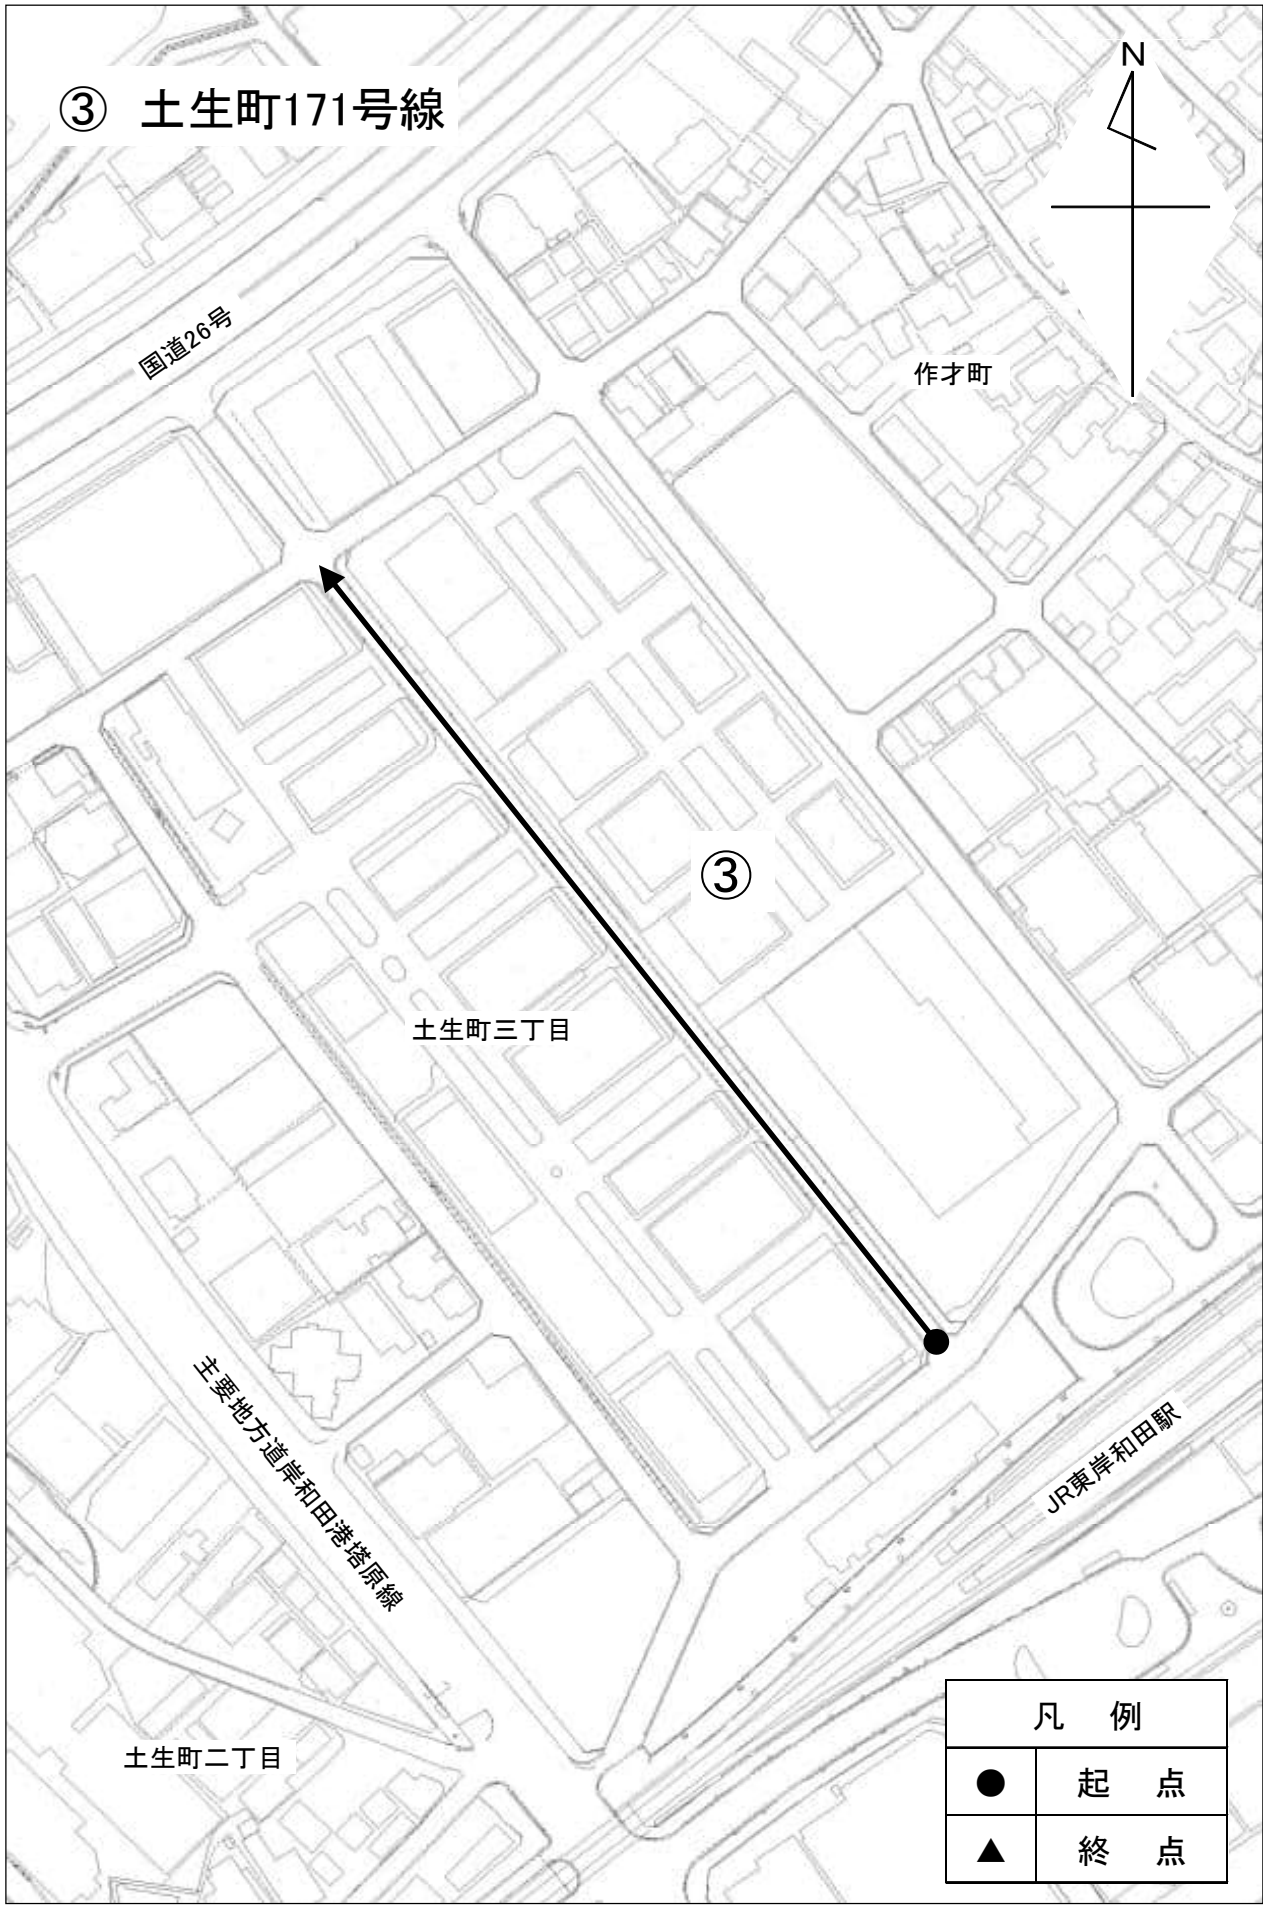 ③ 土生町171号線
N
国道26号
作才町
③
土生町三丁目
主要地方道岸和田港塔原線
JR東岸和田駅
土生町二丁目
凡 例
● 起 点
▲ 終 点